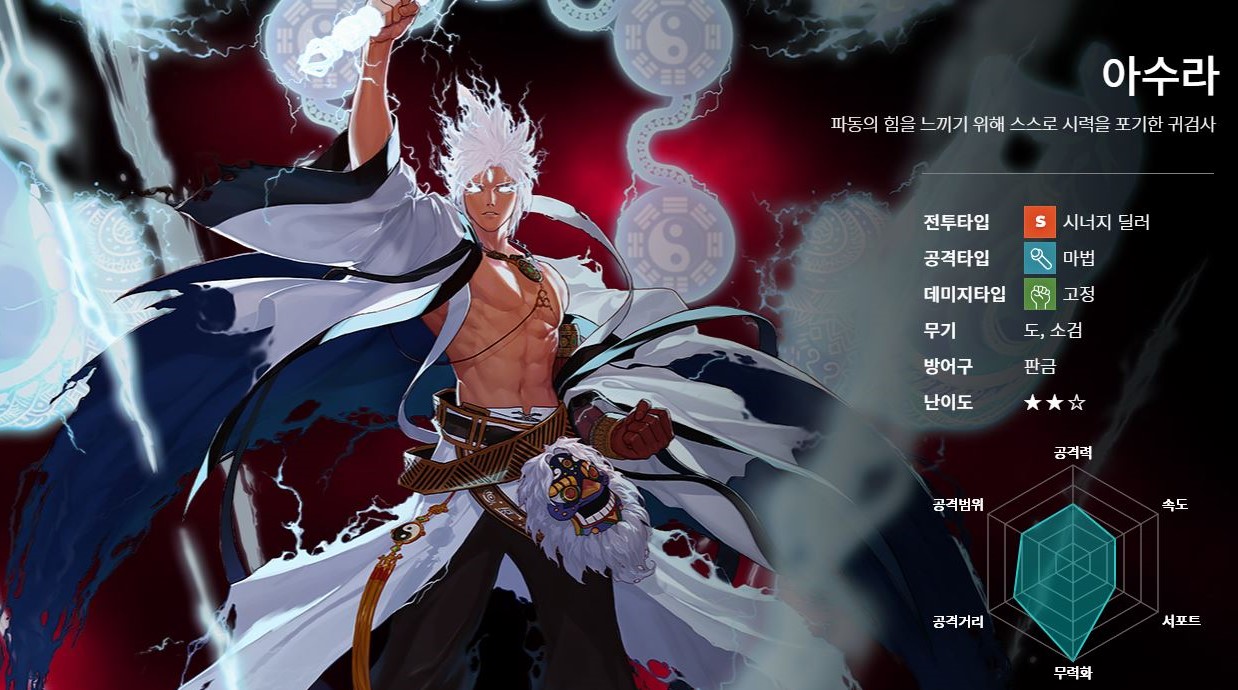 아수라
파동의 힘을 느끼기 위해 스스로 시력을 포기한 귀검사
전투타입 S 시너지 딜러
공격타입 마법
데미지타입 고정
무기 도, 소검
방어구 판금
난이도 ★★☆
공격력
공격범위 속도
공격거리 서포트
무력화